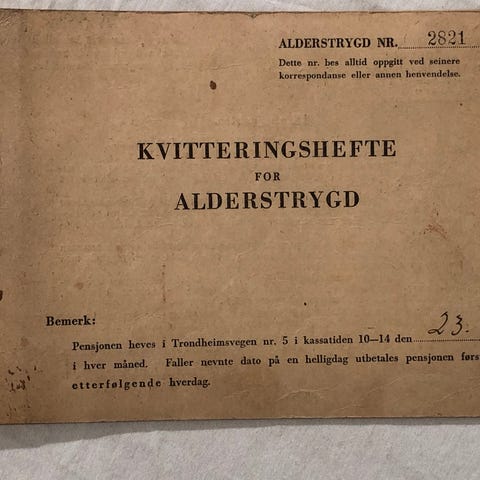 ALDERSTRYGD NR. 2821
Dette nr. bes alltid oppgitt ved seinere
korrespondanse eller annen henvendelse.
KVITTERINGSHEFTE
FOR
ALDERSTRYGD
Bemerk:
Pensjonen heves i Trondheimsvegen nr. 5 i kassatiden 10—14 den 23.
i hver måned. Faller nevnte dato på en helligdag utbetales pensjonen førs
etterfølgende hverdag.